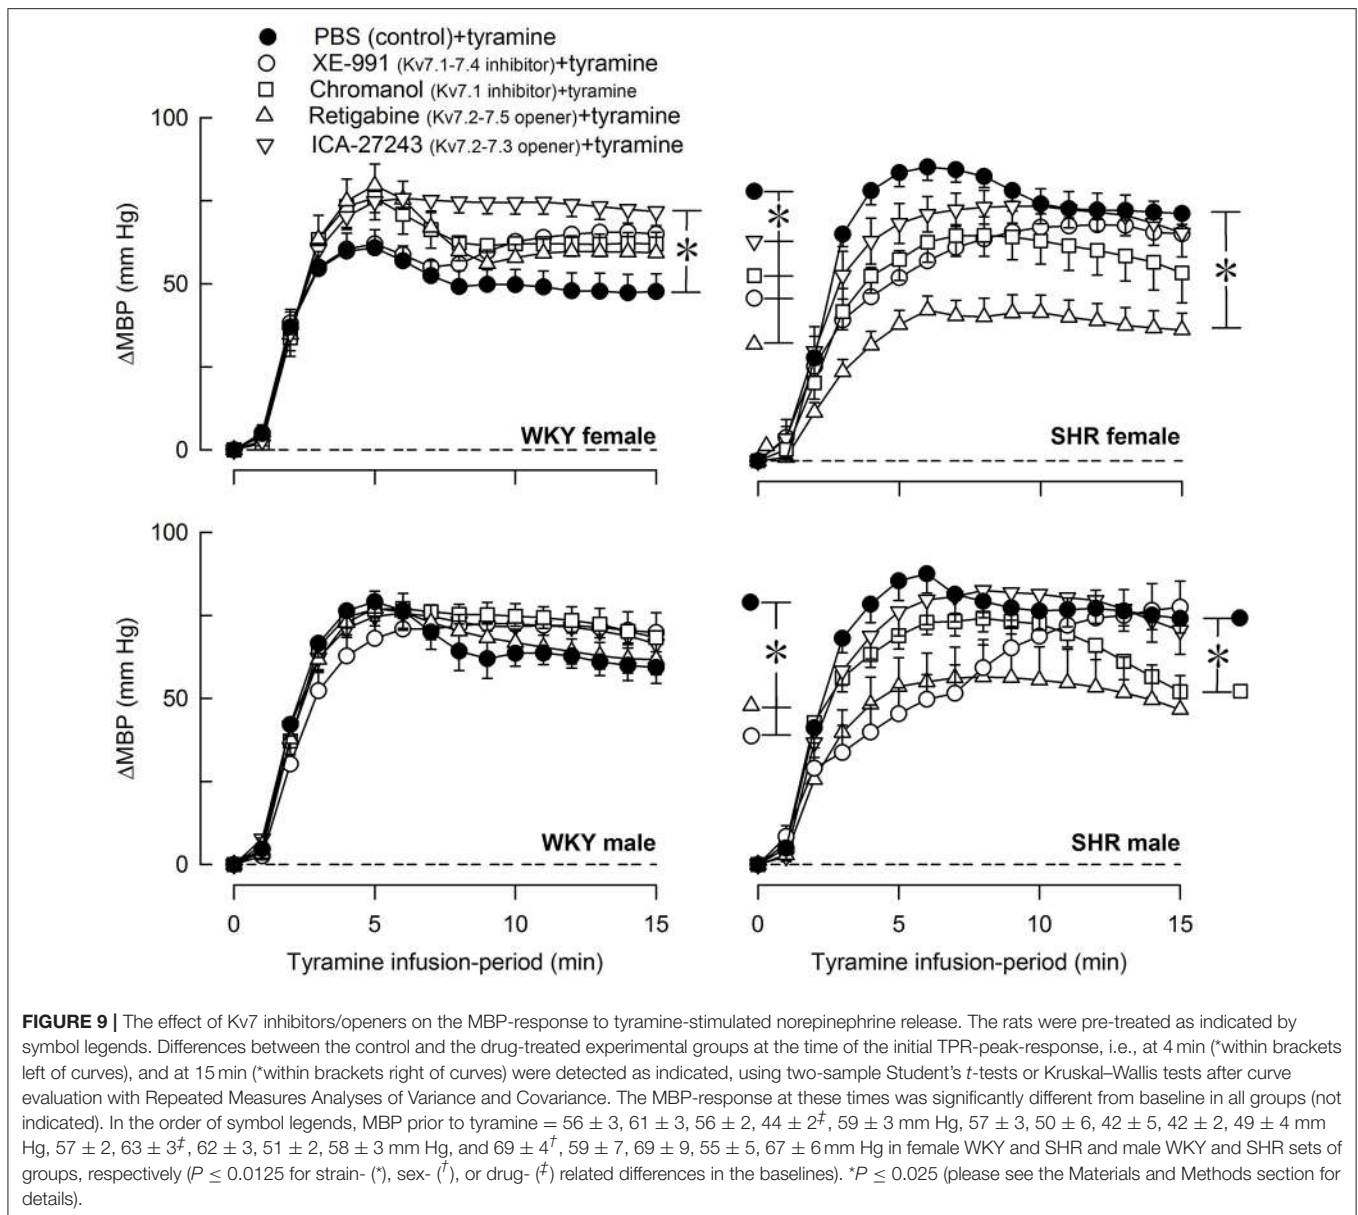 PBS (control)+tyramine
XE-991 (Kv7.1-7.4 inhibitor)+tyramine
Chromanol (Kv7.1 inhibitor)+tyramine
Retigabine (Kv7.2-7.5 opener)+tyramine
ICA-27243 (Kv7.2-7.3 opener)+tyramine
100
50
0
ΔMBP (mm Hg)
*
WKY female
*
*
SHR female
100
50
0
ΔMBP (mm Hg)
WKY male
*
*
SHR male
0 5 10 15
0 5 10 15
Tyramine infusion-period (min)
Tyramine infusion-period (min)
FIGURE 9 | The effect of Kv7 inhibitors/openers on the MBP-response to tyramine-stimulated norepinephrine release. The rats were pre-treated as indicated by
symbol legends. Differences between the control and the drug-treated experimental groups at the time of the initial TPR-peak-response, i.e., at 4 min (*within brackets
left of curves), and at 15 min (*within brackets right of curves) were detected as indicated, using two-sample Student's t-tests or Kruskal–Wallis tests after curve
evaluation with Repeated Measures Analyses of Variance and Covariance. The MBP-response at these times was significantly different from baseline in all groups (not
indicated). In the order of symbol legends, MBP prior to tyramine = 56 ± 3, 61 ± 3, 56 ± 2, 44 ± 2‡, 59 ± 3 mm Hg, 57 ± 3, 50 ± 6, 42 ± 5, 42 ± 2, 49 ± 4 mm
Hg, 57 ± 2, 63 ± 3‡, 62 ± 3, 51 ± 2, 58 ± 3 mm Hg, and 69 ± 4†, 59 ± 7, 69 ± 9, 55 ± 5, 67 ± 6 mm Hg in female WKY and SHR and male WKY and SHR sets of
groups, respectively (P ≤ 0.0125 for strain- (*), sex- (†), or drug- (‡) related differences in the baselines). *P ≤ 0.025 (please see the Materials and Methods section for
details).